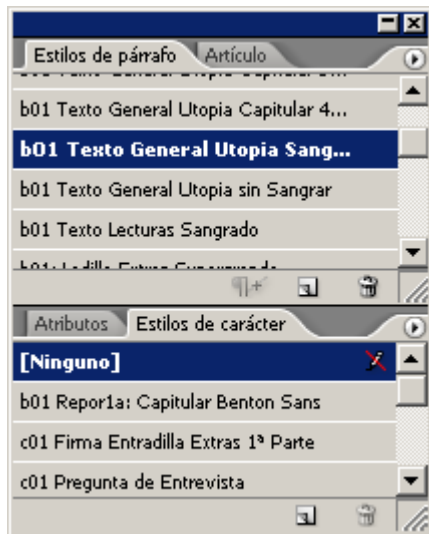 Estilos de párrafo Artículo
b01 Texto General Utopia Capitular 4...
b01 Texto General Utopia Sang...
b01 Texto General Utopia sin Sangrar
b01 Texto Lecturas Sangrado
Atributos Estilos de carácter
[Ninguno]
b01 Repor1a: Capitular Benton Sans
c01 Firma Entradilla Extras 1ª Parte
c01 Pregunta de Entrevista